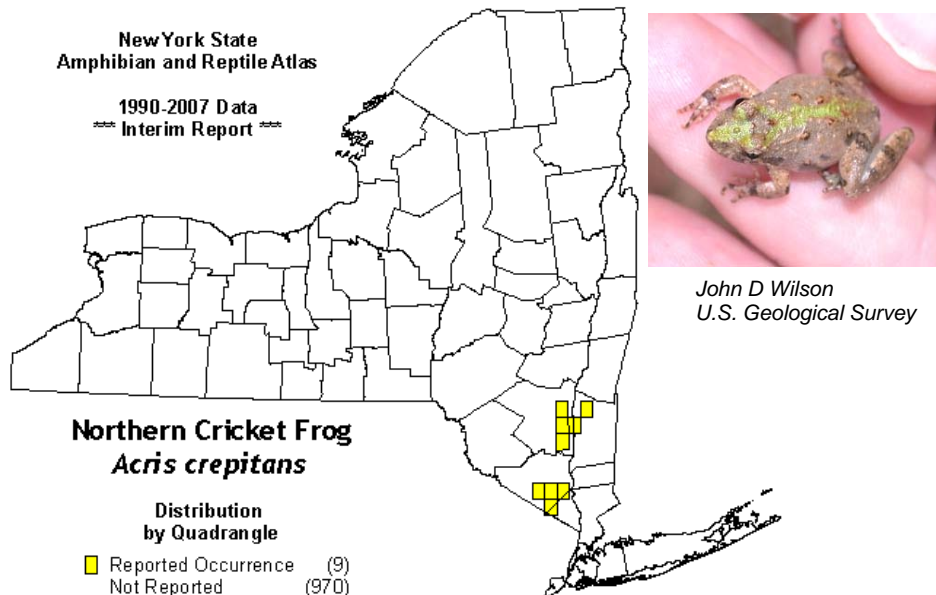 New York State
Amphibian and Reptile Atlas
1990-2007 Data
*** Interim Report ***
John D Wilson
U.S. Geological Survey
Northern Cricket Frog
Acris crepitans
Distribution
by Quadrangle
Reported Occurrence (9)
Not Reported (970)